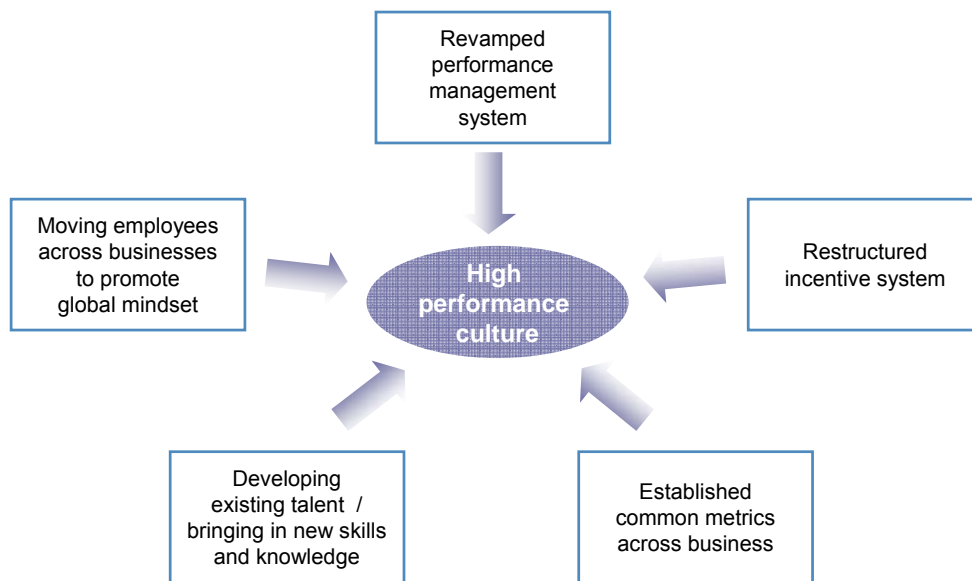 Revamped
performance
management
system
Moving employees
across businesses
to promote
global mindset
High
performance
culture
Restructured
incentive system
Developing
existing talent /
bringing in new skills
and knowledge
Established
common metrics
across business